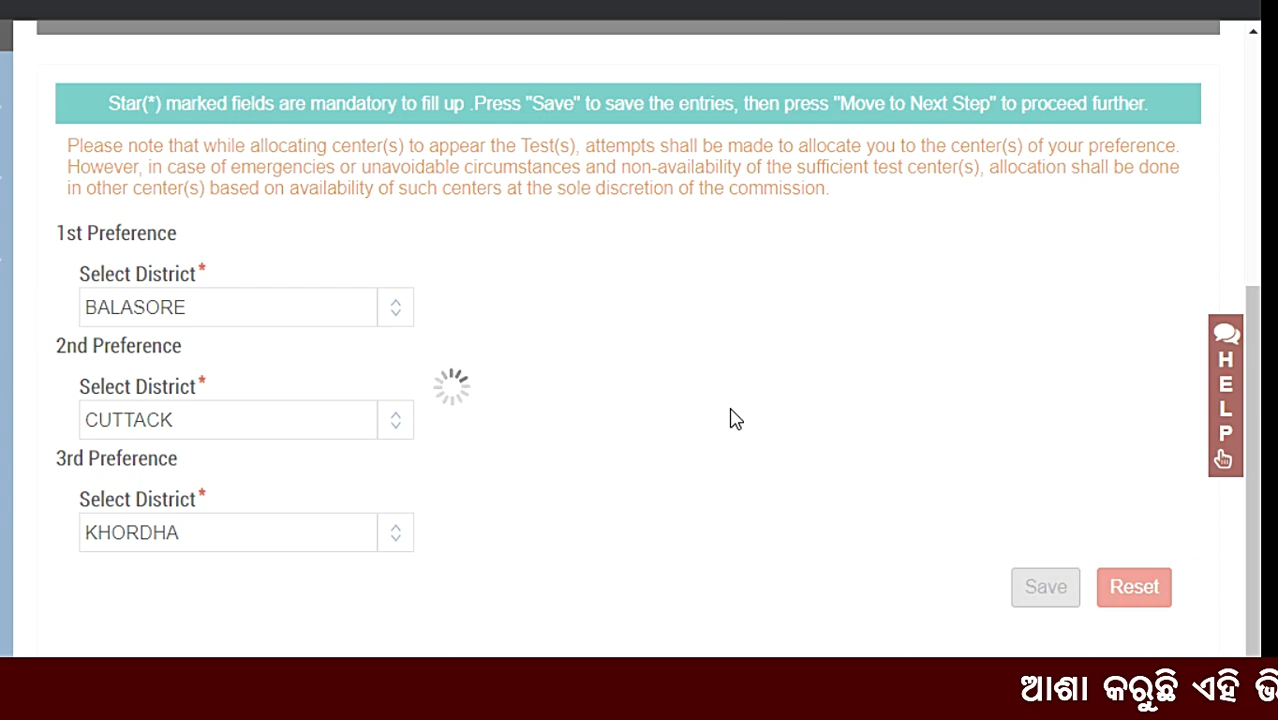 Star(*) marked fields are mandatory to fill up .Press "Save" to save the entries, then press "Move to Next Step" to proceed further.
Please note that while allocating center(s) to appear the Test(s), attempts shall be made to allocate you to the center(s) of your preference.
However, in case of emergencies or unavoidable circumstances and non-availability of the sufficient test center(s), allocation shall be done
in other center(s) based on availability of such centers at the sole discretion of the commission.
1st Preference
Select District*
BALASORE
2nd Preference
Select District*
CUTTACK
3rd Preference
Select District*
KHORDHA
Save
Reset
HELP
ଆଶା କରୁଛି ଏହି